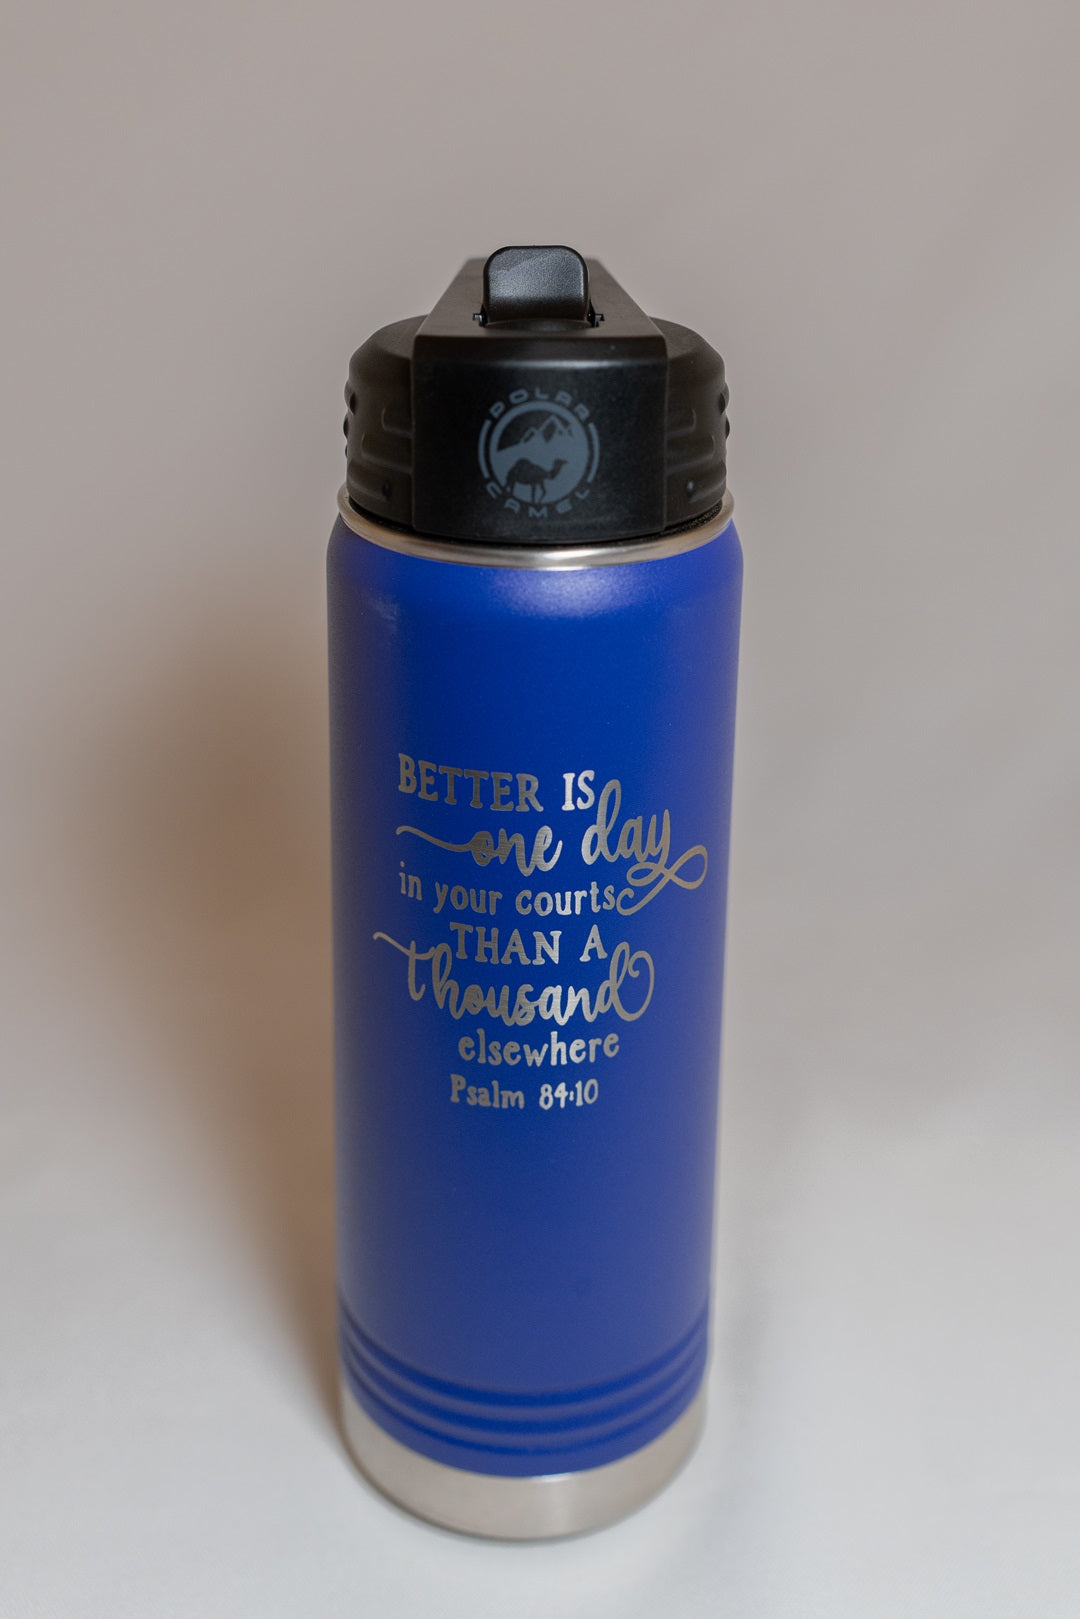 POLAR
CAMEL
BETTER IS
one day
in your courts
THAN A
thousand
elsewhere
Psalm 84:10